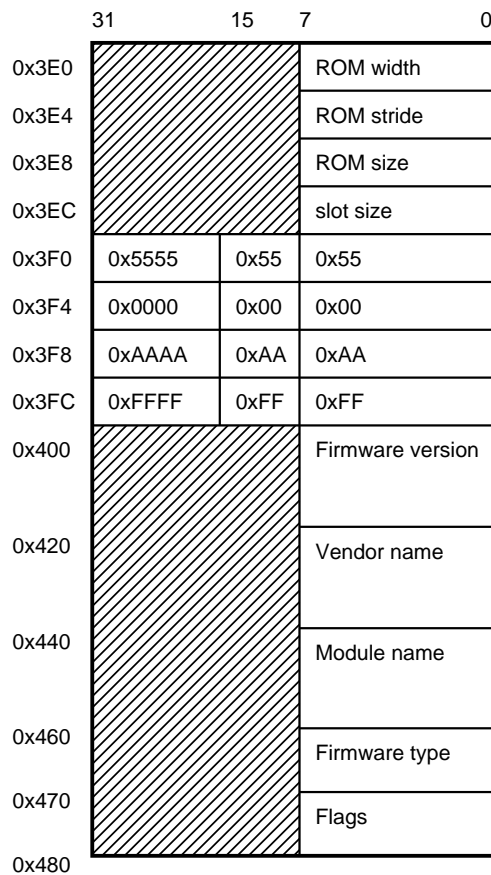 31 15 7 0
0x3E0 ROM width
0x3E4 ROM stride
0x3E8 ROM size
0x3EC slot size
0x3F0 0x5555 0x55 0x55
0x3F4 0x0000 0x00 0x00
0x3F8 0xAAAA 0xAA 0xAA
0x3FC 0xFFFF 0xFF 0xFF
0x400 Firmware version
0x420 Vendor name
0x440 Module name
0x460 Firmware type
0x470 Flags
0x480